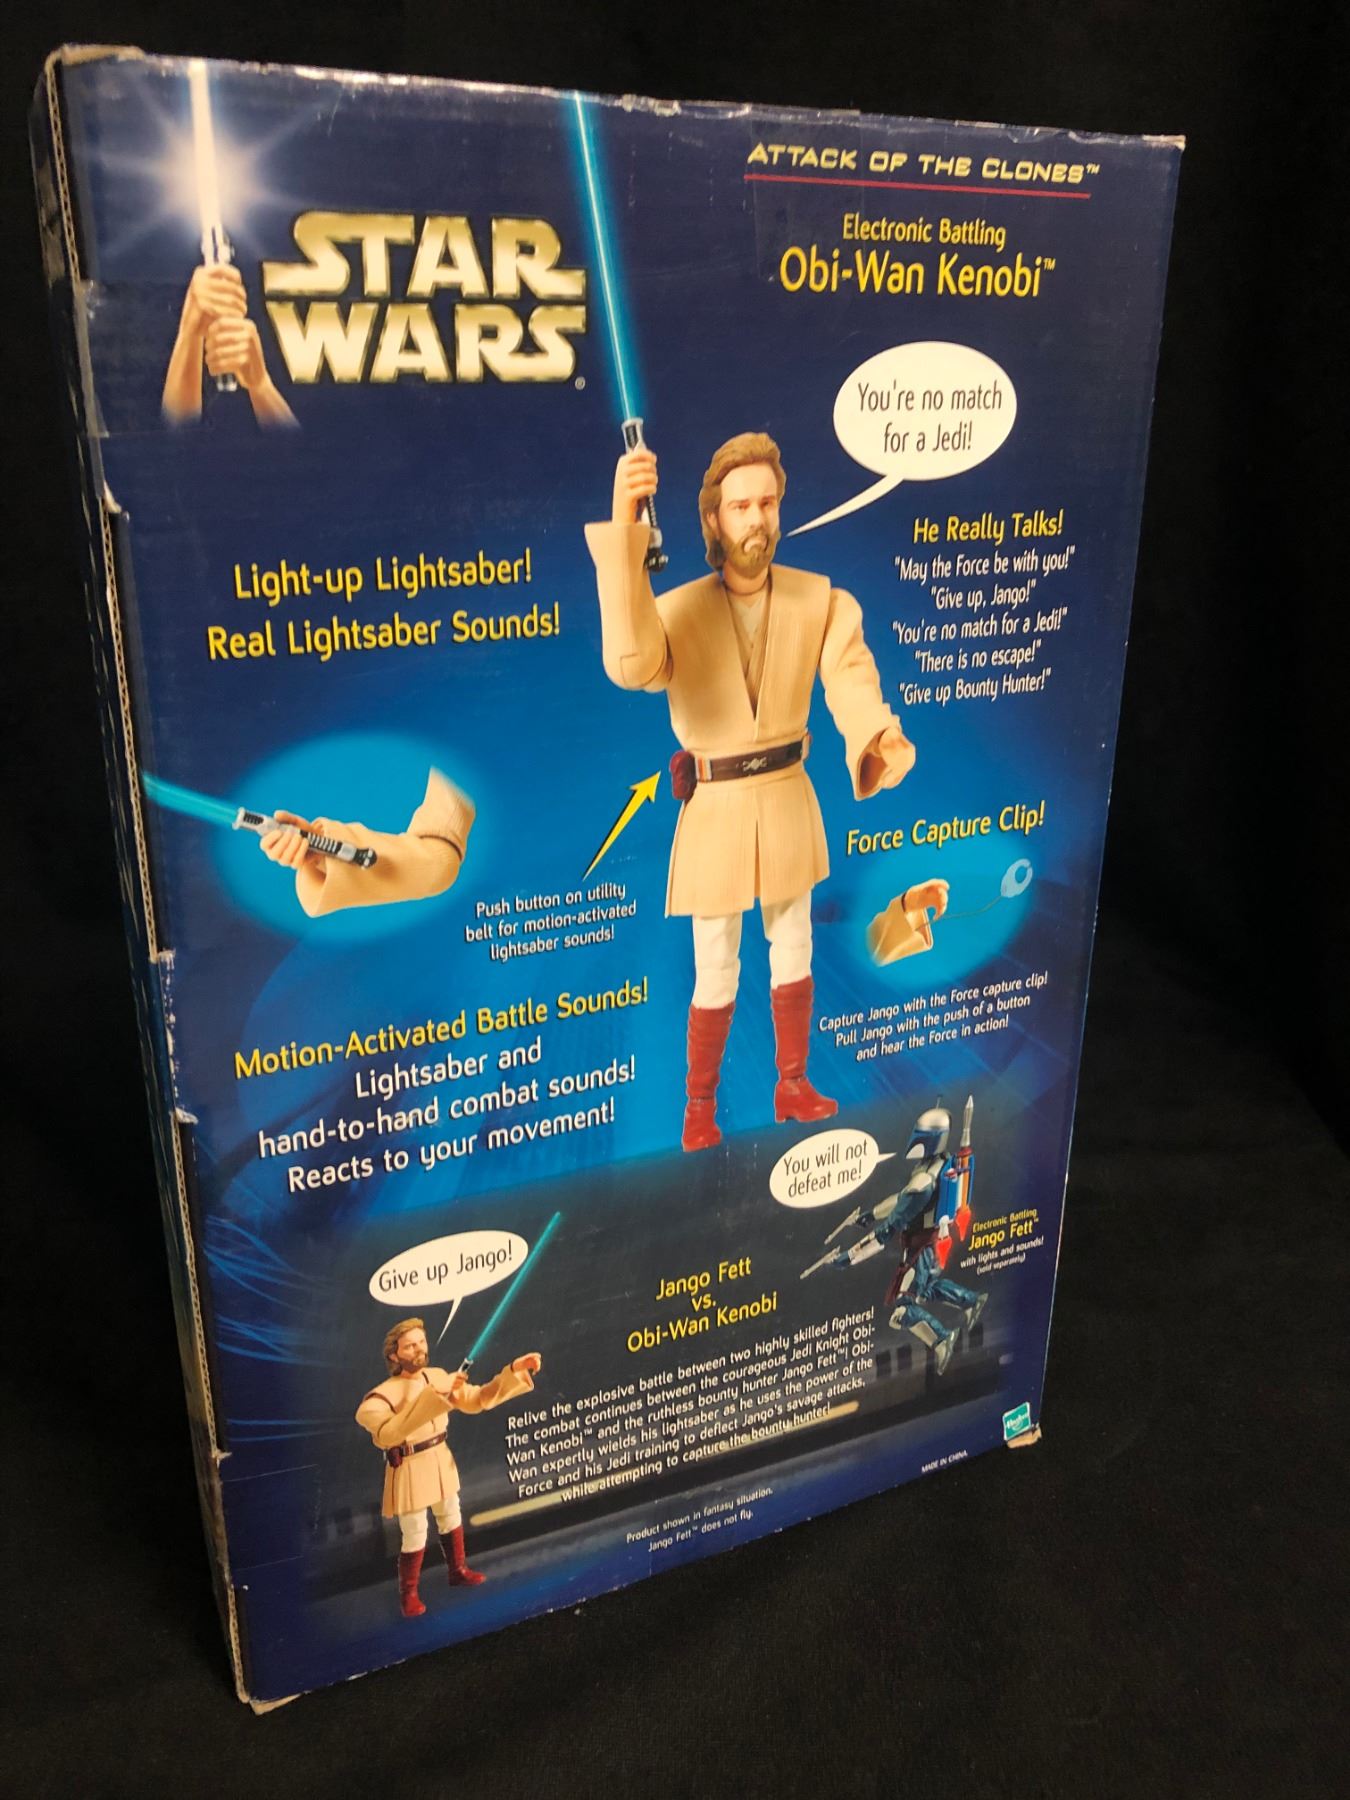 STAR
WARS®
ATTACK OF THE CLONES™
Electronic Battling
Obi-Wan Kenobi™
You're no match
for a Jedi!
He Really Talks!
"May the Force be with you!"
"Give up, Jango!"
"You're no match for a Jedi!"
"There is no escape!"
"Give up Bounty Hunter!"
Light-up Lightsaber!
Real Lightsaber Sounds!
Push button on utility
belt for motion-activated
lightsaber sounds!
Force Capture Clip!
Capture Jango with the Force capture clip!
Pull Jango with the push of a button
and hear the Force in action!
Motion-Activated Battle Sounds!
Lightsaber and
hand-to-hand combat sounds!
Reacts to your movement!
You will not
defeat me!
Electronic Battling
Jango Fett™
with lights and sounds!
(sold separately)
Give up Jango!
Jango Fett
vs.
Obi-Wan Kenobi
Relive the explosive battle between two highly skilled fighters!
The combat continues between the courageous Jedi Knight Obi-
Wan Kenobi™ and the ruthless bounty hunter Jango Fett™! Obi-
Wan expertly wields his lightsaber as he uses the power of the
Force and his Jedi training to deflect Jango's savage attacks,
while attempting to capture the bounty hunter!
Product shown in fantasy situation.
Jango Fett™ does not fly.
Hasbro
MADE IN CHINA